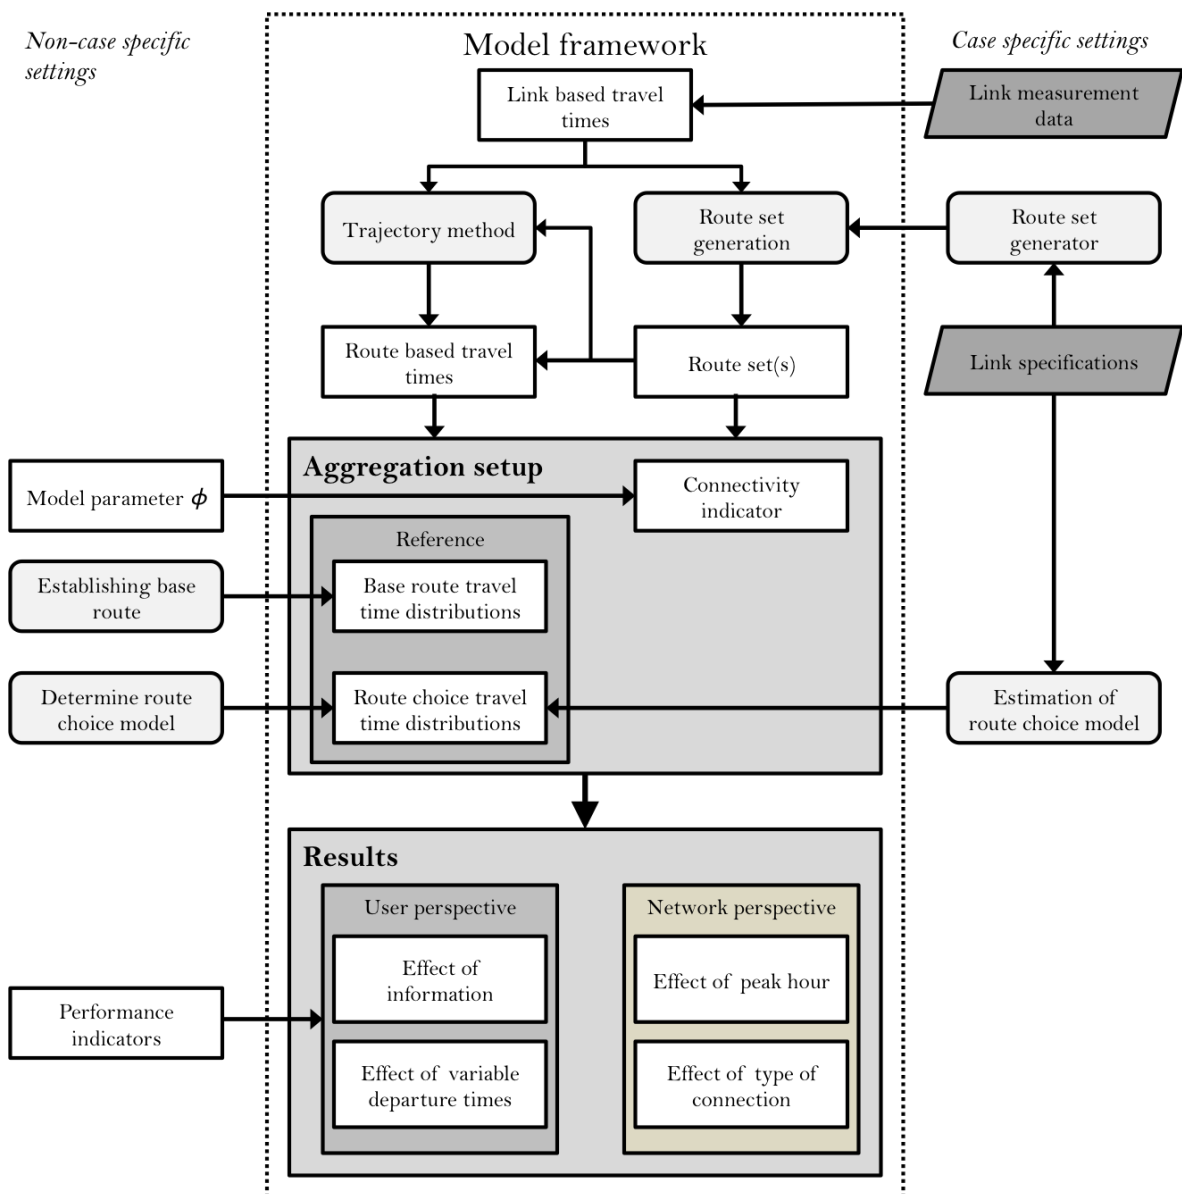 Non-case specific
settings
Model framework
Case specific settings
Link based travel
times
Link measurement
data
Trajectory method
Route set
generation
Route set
generator
Route based travel
times
Route set(s)
Link specifications
Aggregation setup
Model parameter ϕ
Connectivity
indicator
Reference
Establishing base
route
Base route travel
time distributions
Determine route
choice model
Route choice travel
time distributions
Estimation of
route choice model
Results
User perspective
Network perspective
Effect of
information
Effect of peak hour
Performance
indicators
Effect of variable
departure times
Effect of type of
connection